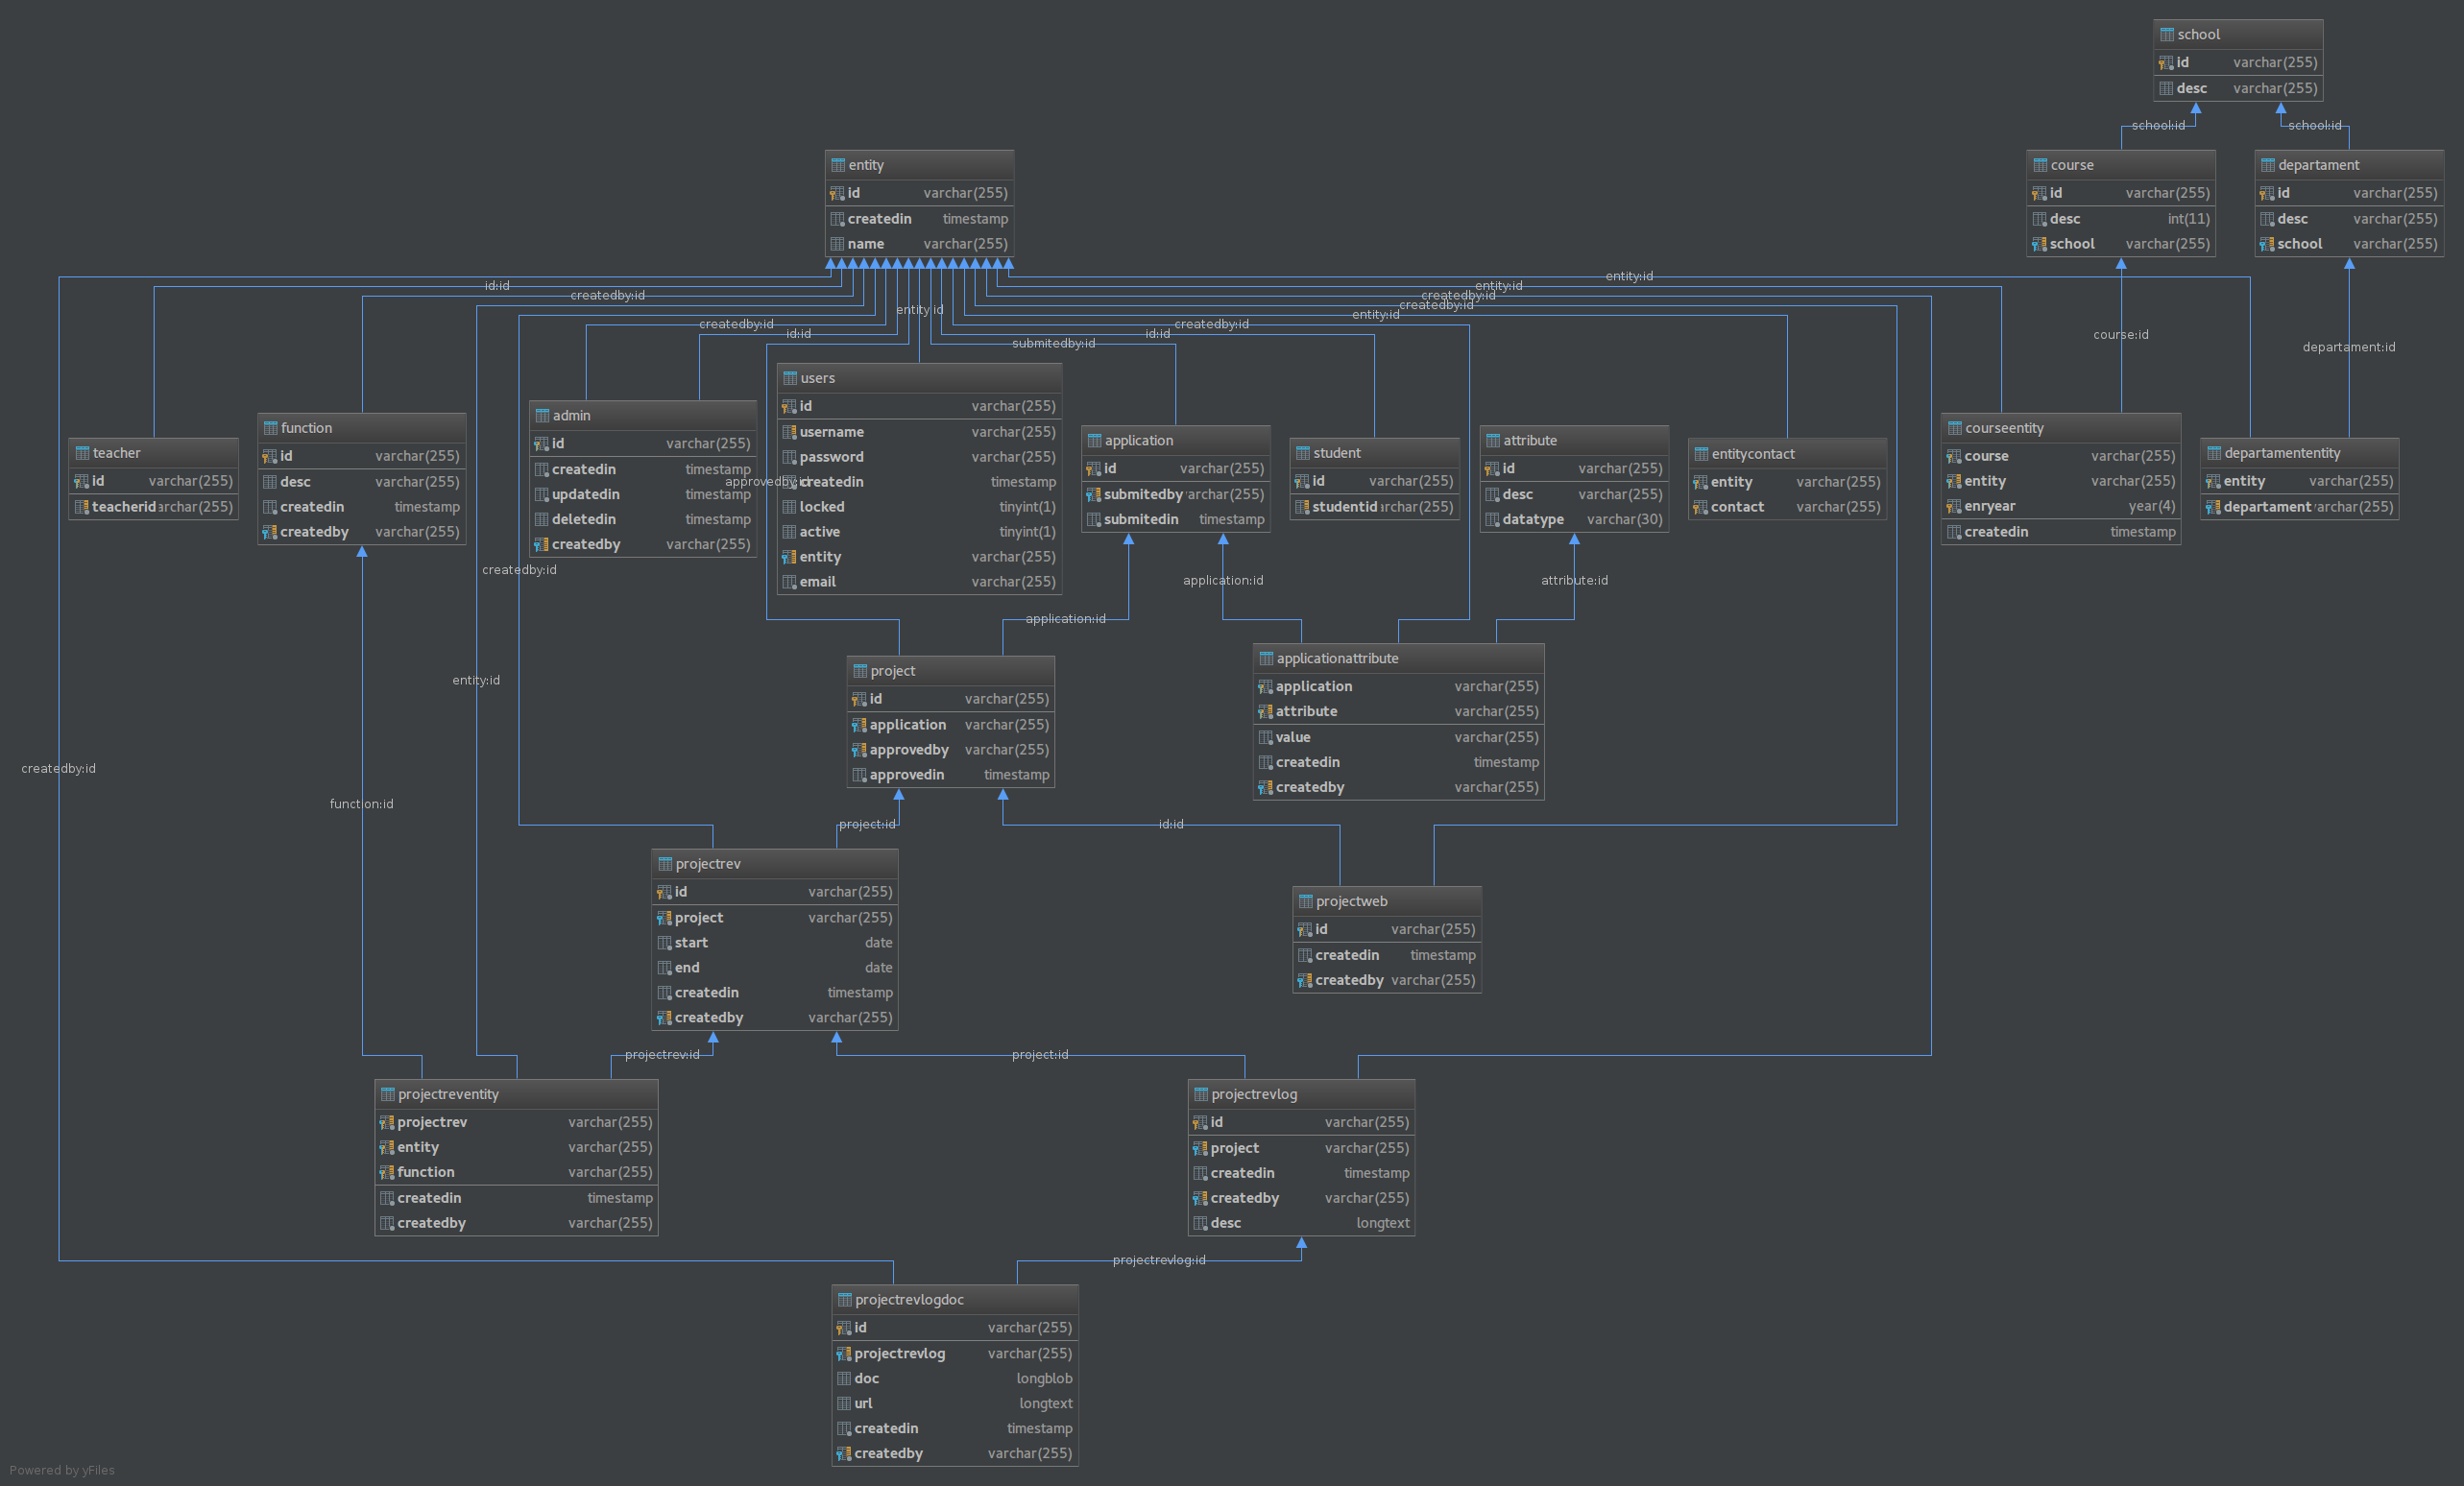 school
id varchar(255)
desc varchar(255)
school:id
school:id
entity
id varchar(255)
createdin timestamp
name varchar(255)
course
id varchar(255)
desc int(11)
school varchar(255)
departament
id varchar(255)
desc varchar(255)
school varchar(255)
id:id
createdby:id
entity:id
createdby:id
id:id
submitedby:id
id:id
createdby:id
entity:id
createdby:id
createdby:id
entity:id
entity:id
course:id
departament:id
teacher
id varchar(255)
teacherid varchar(255)
function
id varchar(255)
desc varchar(255)
createdin timestamp
createdby varchar(255)
admin
id varchar(255)
createdin timestamp
updatedin timestamp
deletedin timestamp
createdby varchar(255)
approvedby:id
users
id varchar(255)
username varchar(255)
password varchar(255)
createdin timestamp
locked tinyint(1)
active tinyint(1)
entity varchar(255)
email varchar(255)
application
id varchar(255)
submitedby varchar(255)
submitedin timestamp
student
id varchar(255)
studentid varchar(255)
attribute
id varchar(255)
desc varchar(255)
datatype varchar(30)
entitycontact
entity varchar(255)
contact varchar(255)
courseentity
course varchar(255)
entity varchar(255)
enryear year(4)
createdin timestamp
departamententity
entity varchar(255)
departament varchar(255)
createdby:id
application:id
application:id
attribute:id
entity:id
createdby:id
function:id
project
id varchar(255)
application varchar(255)
approvedby varchar(255)
approvedin timestamp
applicationattribute
application varchar(255)
attribute varchar(255)
value varchar(255)
createdin timestamp
createdby varchar(255)
project:id
id:id
projectrev
id varchar(255)
project varchar(255)
start date
end date
createdin timestamp
createdby varchar(255)
projectweb
id varchar(255)
createdin timestamp
createdby varchar(255)
projectrev:id
project:id
projectreventity
projectrev varchar(255)
entity varchar(255)
function varchar(255)
createdin timestamp
createdby varchar(255)
projectrevlog
id varchar(255)
project varchar(255)
createdin timestamp
createdby varchar(255)
desc longtext
projectrevlog:id
projectrevlogdoc
id varchar(255)
projectrevlog varchar(255)
doc longblob
url longtext
createdin timestamp
createdby varchar(255)
Powered by yFiles